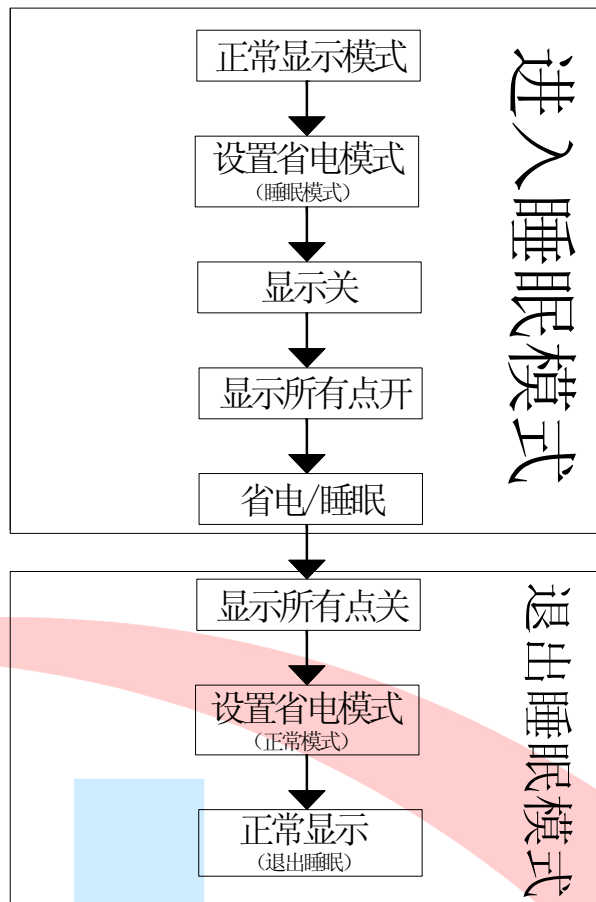 正常显示模式
设置省电模式
（睡眠模式）
显示关
显示所有点开
省电/睡眠
进入睡眠模式
显示所有点关
设置省电模式
（正常模式）
正常显示
（退出睡眠）
退出睡眠模式